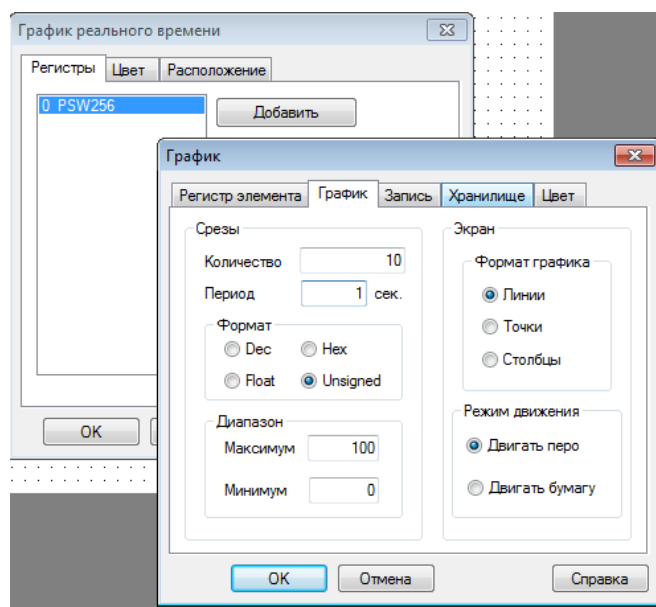 График реального времени
Регистры Цвет Расположение
0 PSW256
Добавить
OK
График
Регистр элемента График Запись Хранилище Цвет
Срезы
Количество 10
Период 1 сек.
Формат
Dec Hex
Float Unsigned
Диапазон
Максимум 100
Минимум 0
Экран
Формат графика
Линии
Точки
Столбцы
Режим движения
Двигать перо
Двигать бумагу
OK Отмена Справка